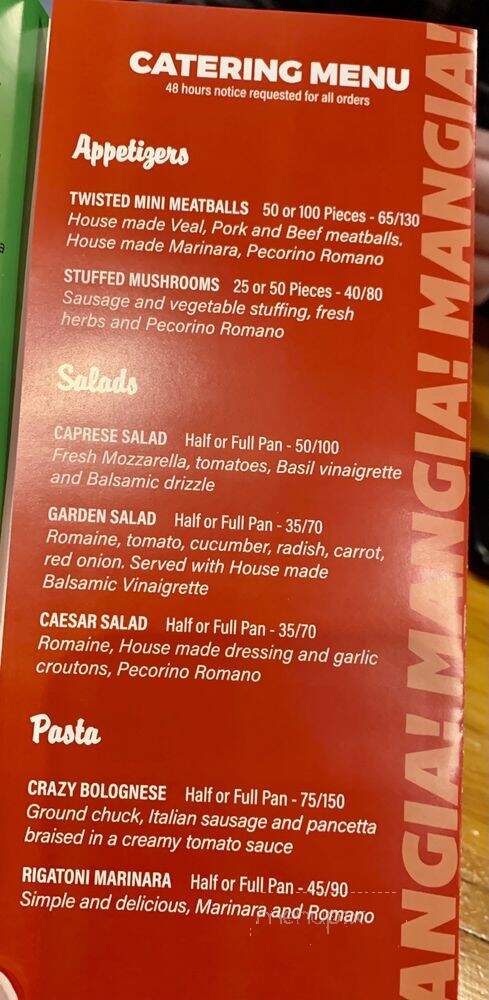 CATERING MENU
48 hours notice requested for all orders
Appetizers
TWISTED MINI MEATBALLS 50 or 100 Pieces - 65/130
House made Veal, Pork and Beef meatballs.
House made Marinara, Pecorino Romano
STUFFED MUSHROOMS 25 or 50 Pieces - 40/80
Sausage and vegetable stuffing, fresh
herbs and Pecorino Romano
Salads
CAPRESE SALAD Half or Full Pan - 50/100
Fresh Mozzarella, tomatoes, Basil vinaigrette
and Balsamic drizzle
GARDEN SALAD Half or Full Pan - 35/70
Romaine, tomato, cucumber, radish, carrot,
red onion. Served with House made
Balsamic Vinaigrette
CAESAR SALAD Half or Full Pan - 35/70
Romaine, House made dressing and garlic
croutons, Pecorino Romano
Pasta
CRAZY BOLOGNESE Half or Full Pan - 75/150
Ground chuck, Italian sausage and pancetta
braised in a creamy tomato sauce
RIGATONI MARINARA Half or Full Pan - 45/90
Simple and delicious, Marinara and Romano
menupix
ANGIA! MANGIA! MANGIA!